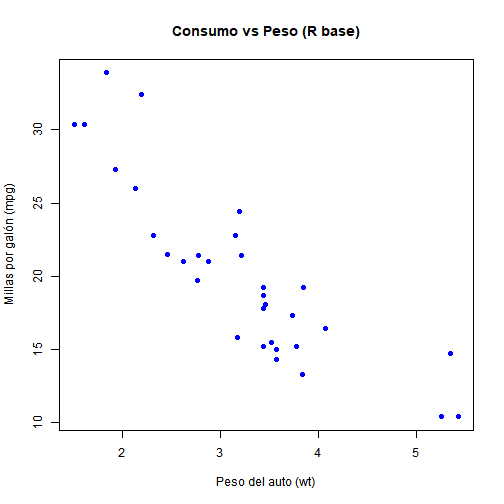 Consumo vs Peso (R base)
Millas por galón (mpg)
30
25
20
15
10
2 3 4 5
Peso del auto (wt)